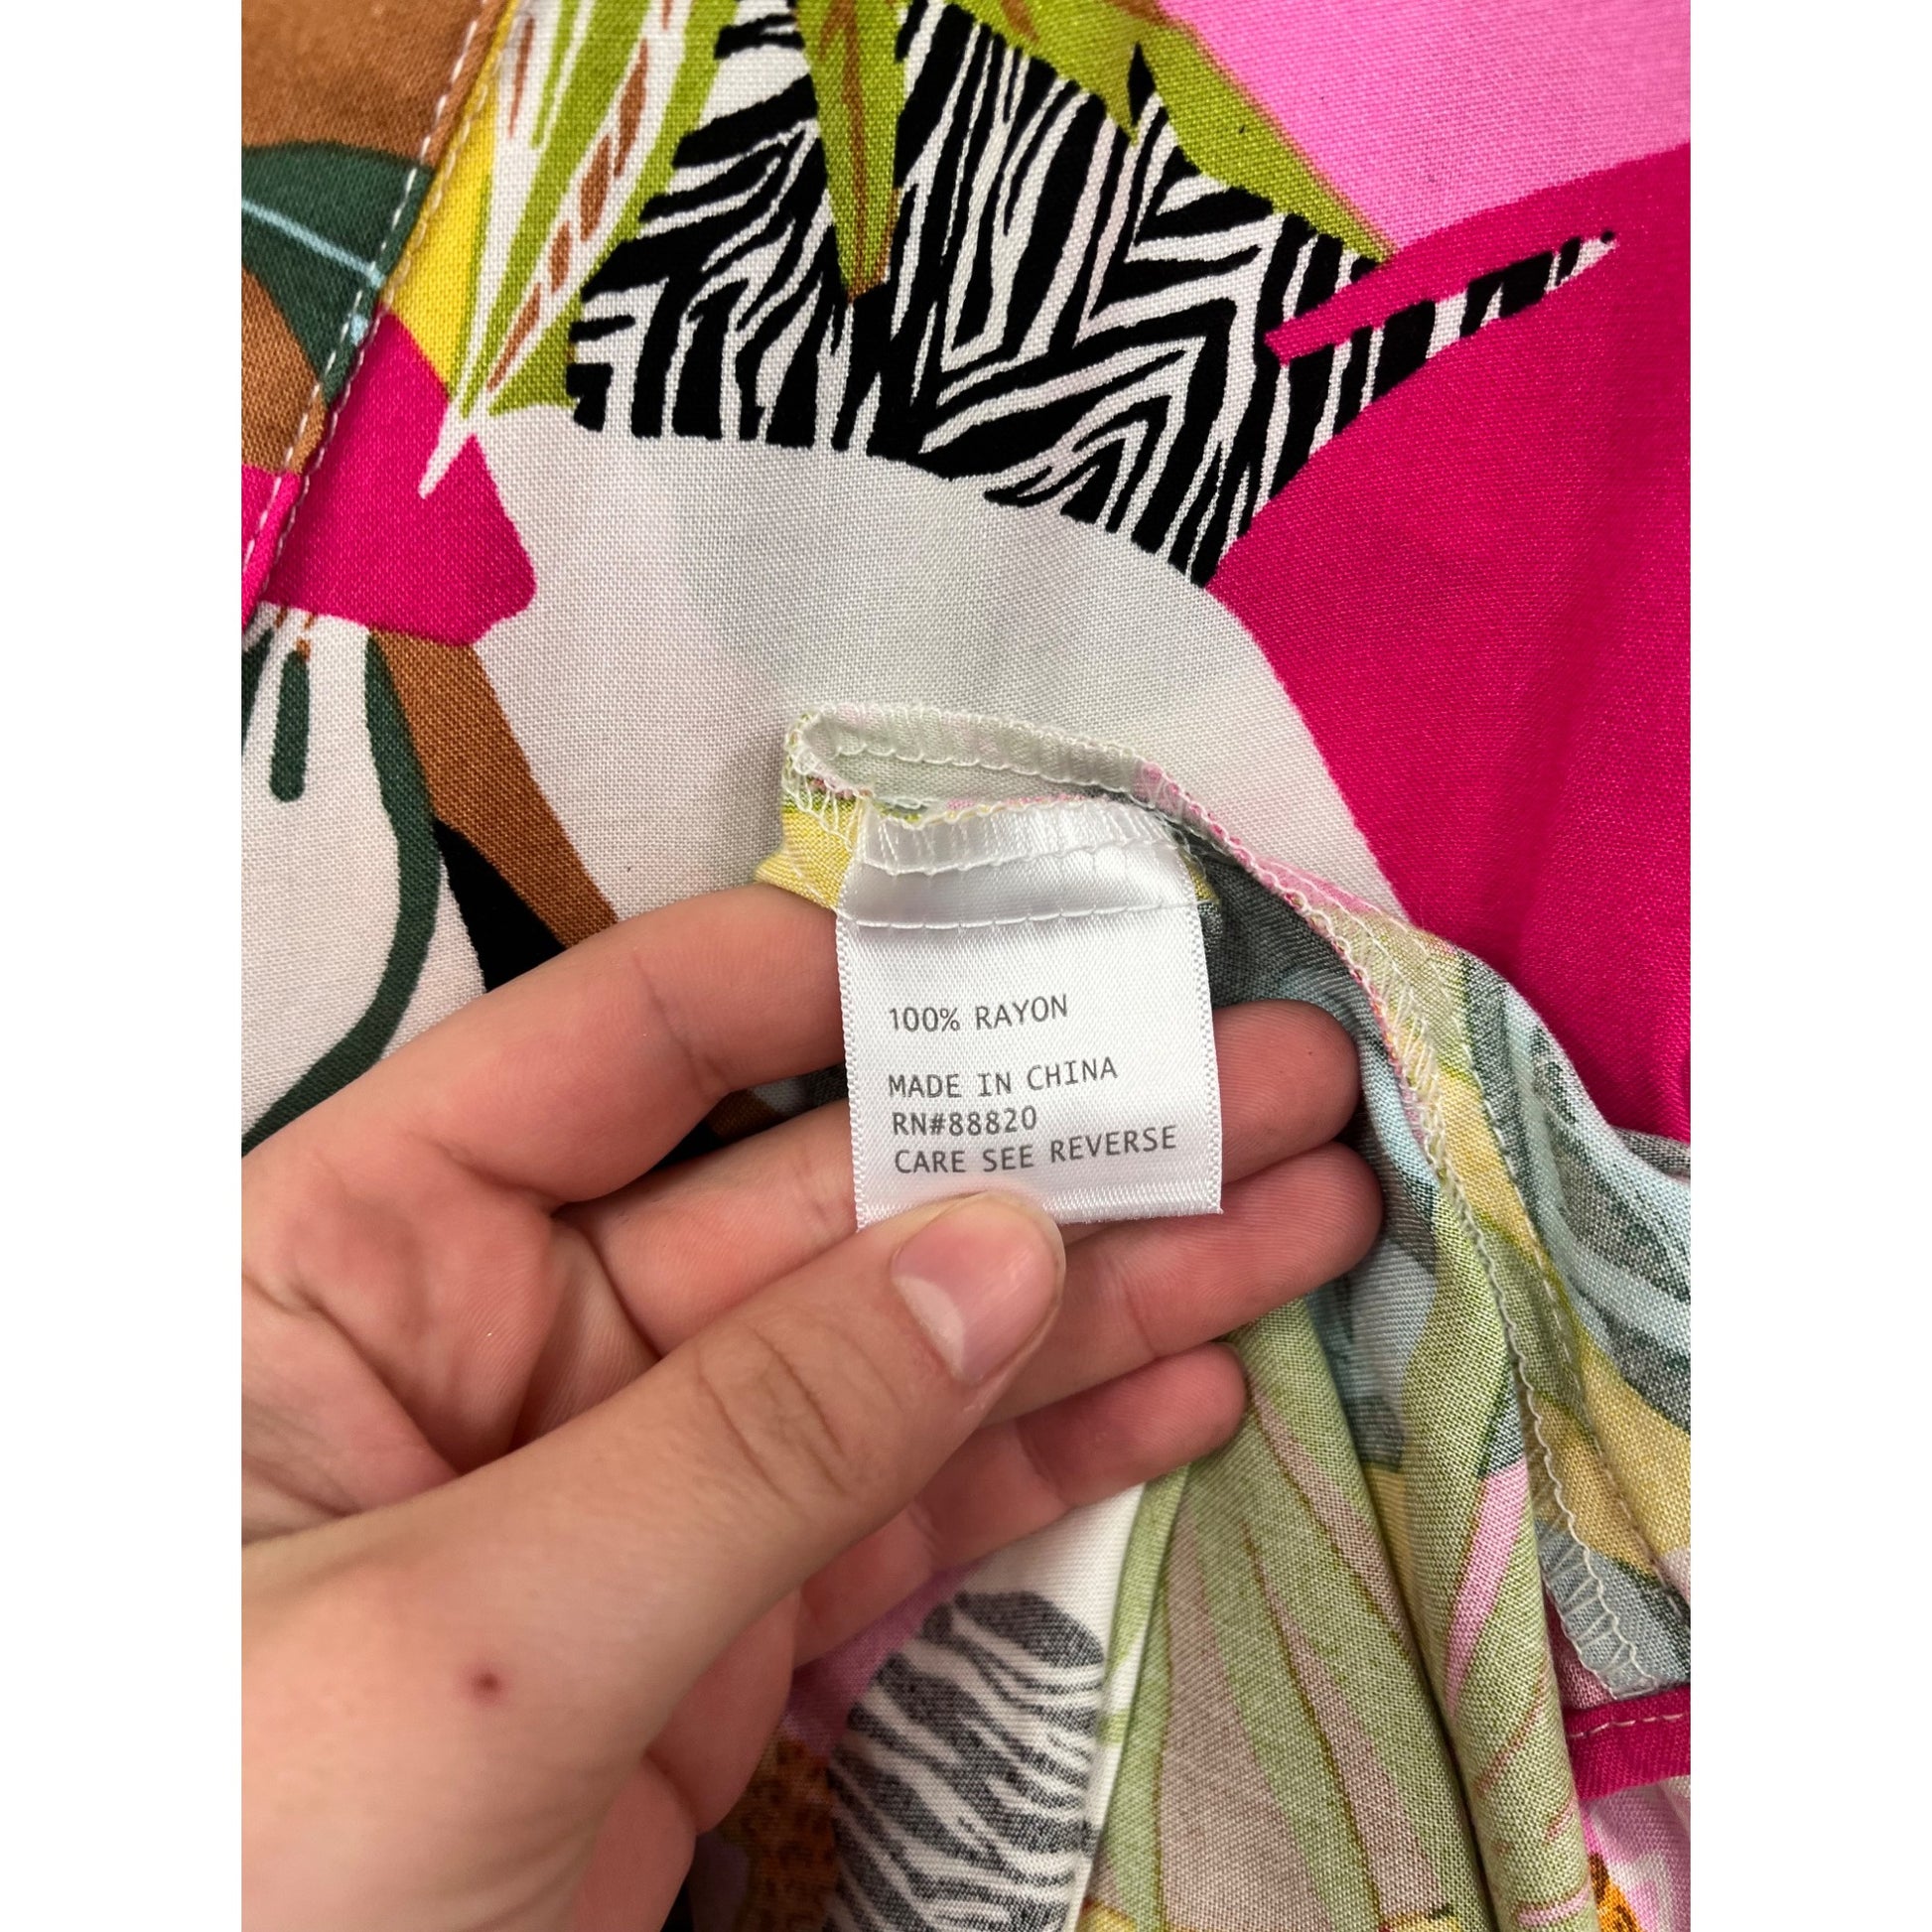 100% RAYON
MADE IN CHINA
RN#88820
CARE SEE REVERSE